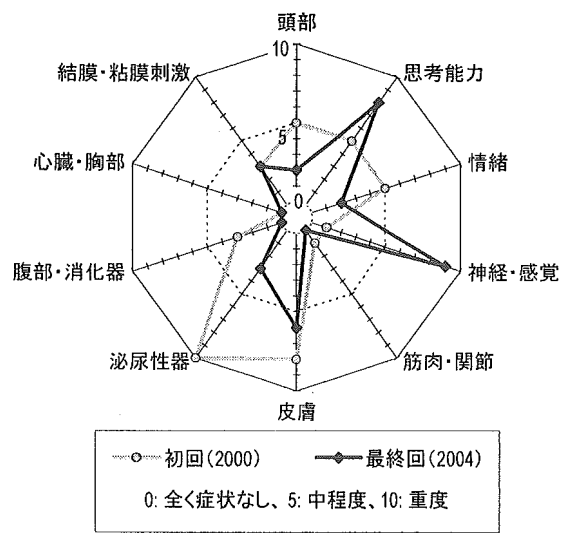 頭部
10
結膜・粘膜刺激
思考能力
5
心臓・胸部
情緒
0
腹部・消化器
神経・感覚
泌尿性器
筋肉・関節
皮膚
初回(2000) 最終回(2004)
0: 全く症状なし、5: 中程度、10: 重度